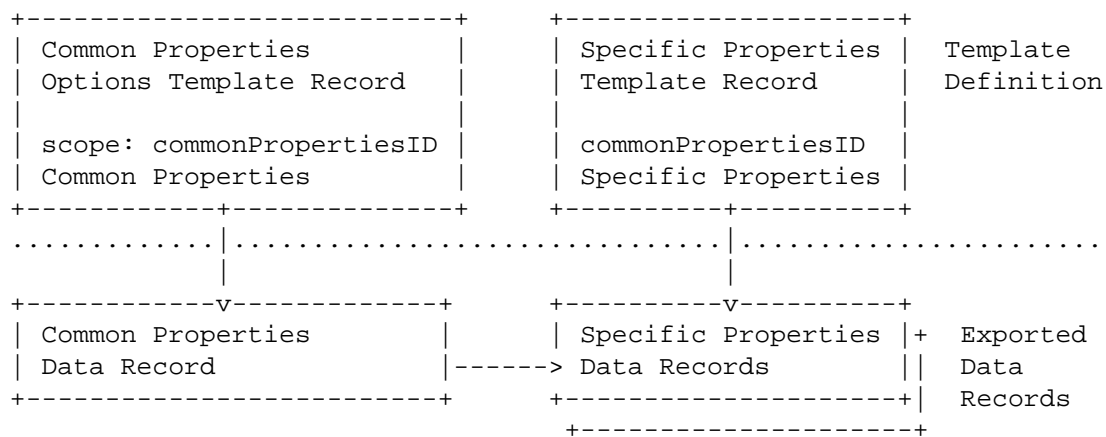 Common Properties Specific Properties Template
Options Template Record Template Record Definition
scope: commonPropertiesID commonPropertiesID
Common Properties Specific Properties
Common Properties Specific Properties Exported
Data Record Data Records Data
Records